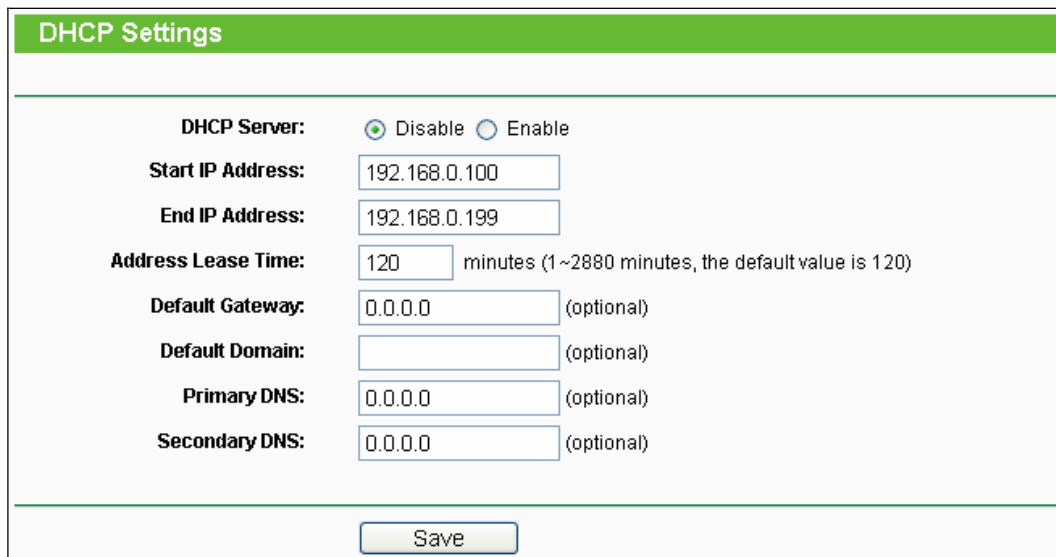 DHCP Settings
DHCP Server: Disable Enable
Start IP Address: 192.168.0.100
End IP Address: 192.168.0.199
Address Lease Time: 120 minutes (1~2880 minutes, the default value is 120)
Default Gateway: 0.0.0.0 (optional)
Default Domain: (optional)
Primary DNS: 0.0.0.0 (optional)
Secondary DNS: 0.0.0.0 (optional)
Save